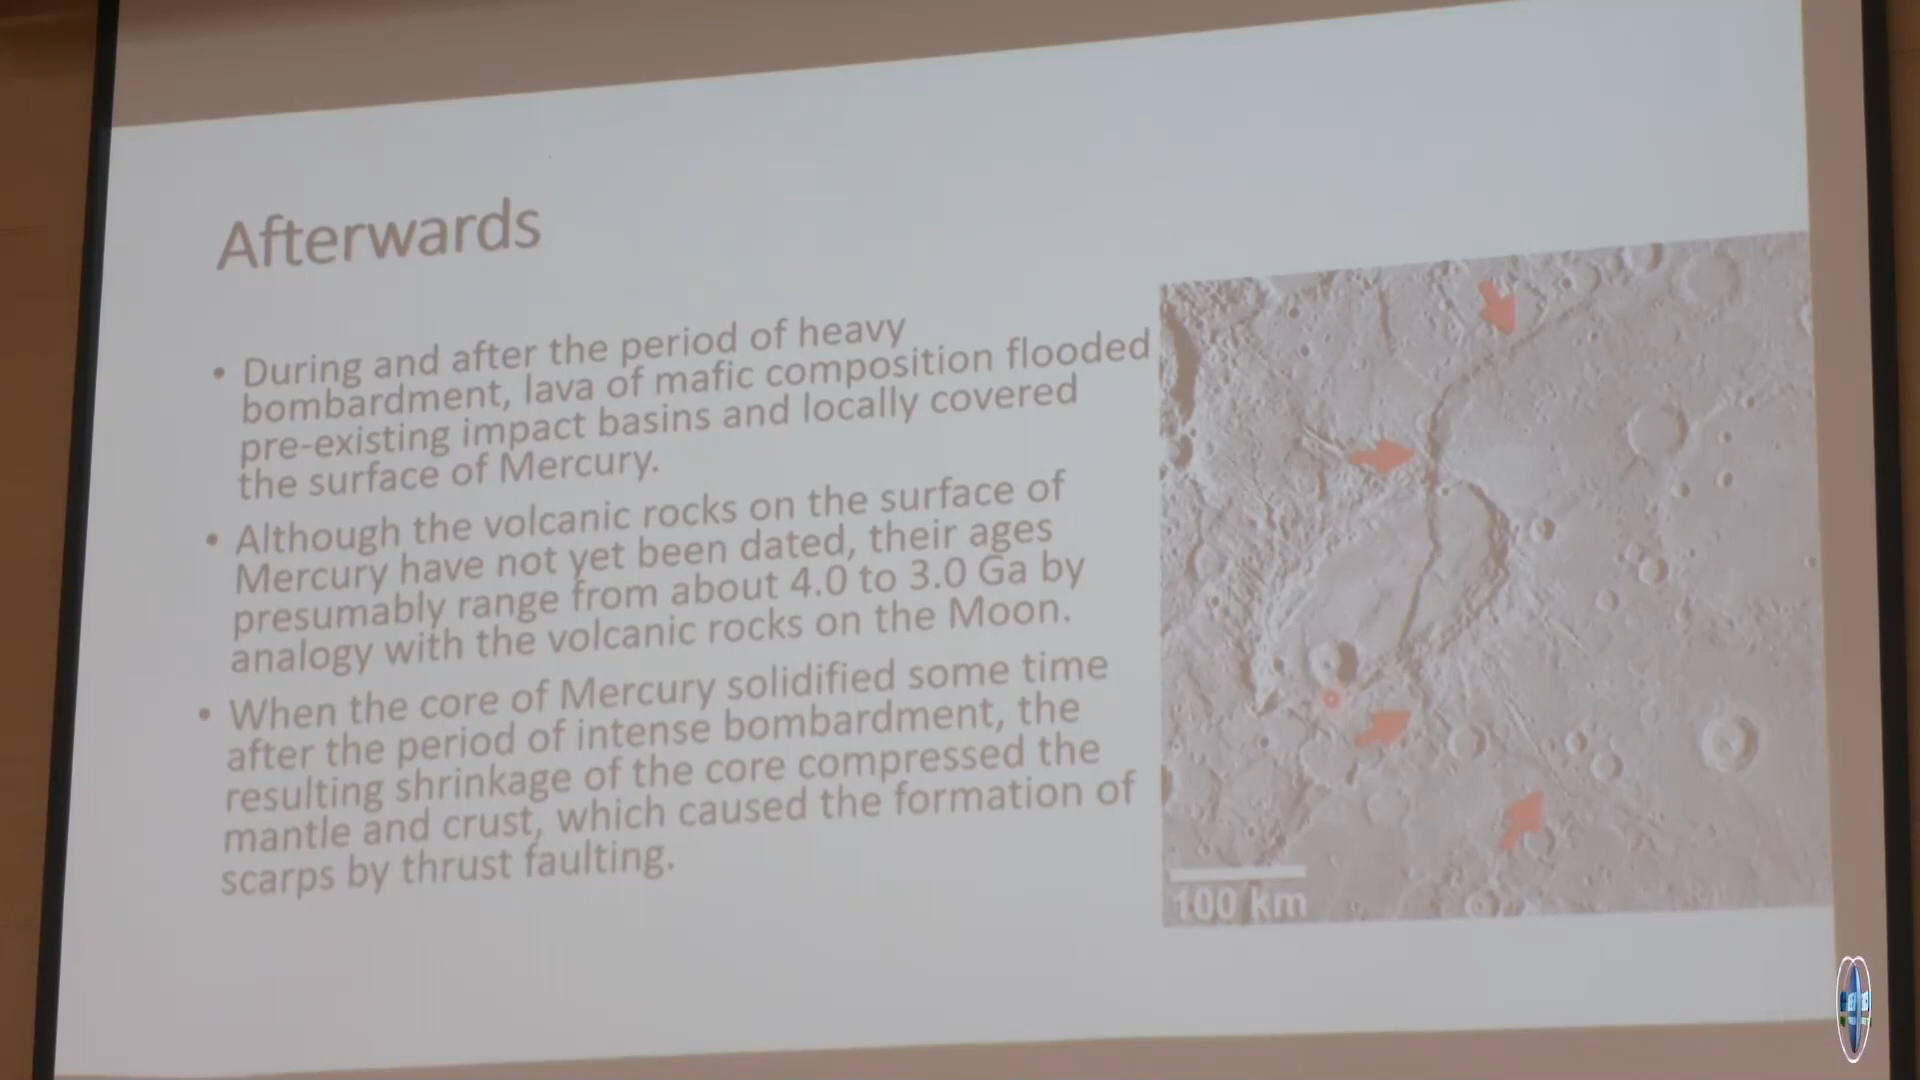 Afterwards
• During and after the period of heavy
bombardment, lava of mafic composition flooded
pre-existing impact basins and locally covered
the surface of Mercury.
• Although the volcanic rocks on the surface of
Mercury have not yet been dated, their ages
presumably range from about 4.0 to 3.0 Ga by
analogy with the volcanic rocks on the Moon.
• When the core of Mercury solidified some time
after the period of intense bombardment, the
resulting shrinkage of the core compressed the
mantle and crust, which caused the formation of
scarps by thrust faulting.
100 km